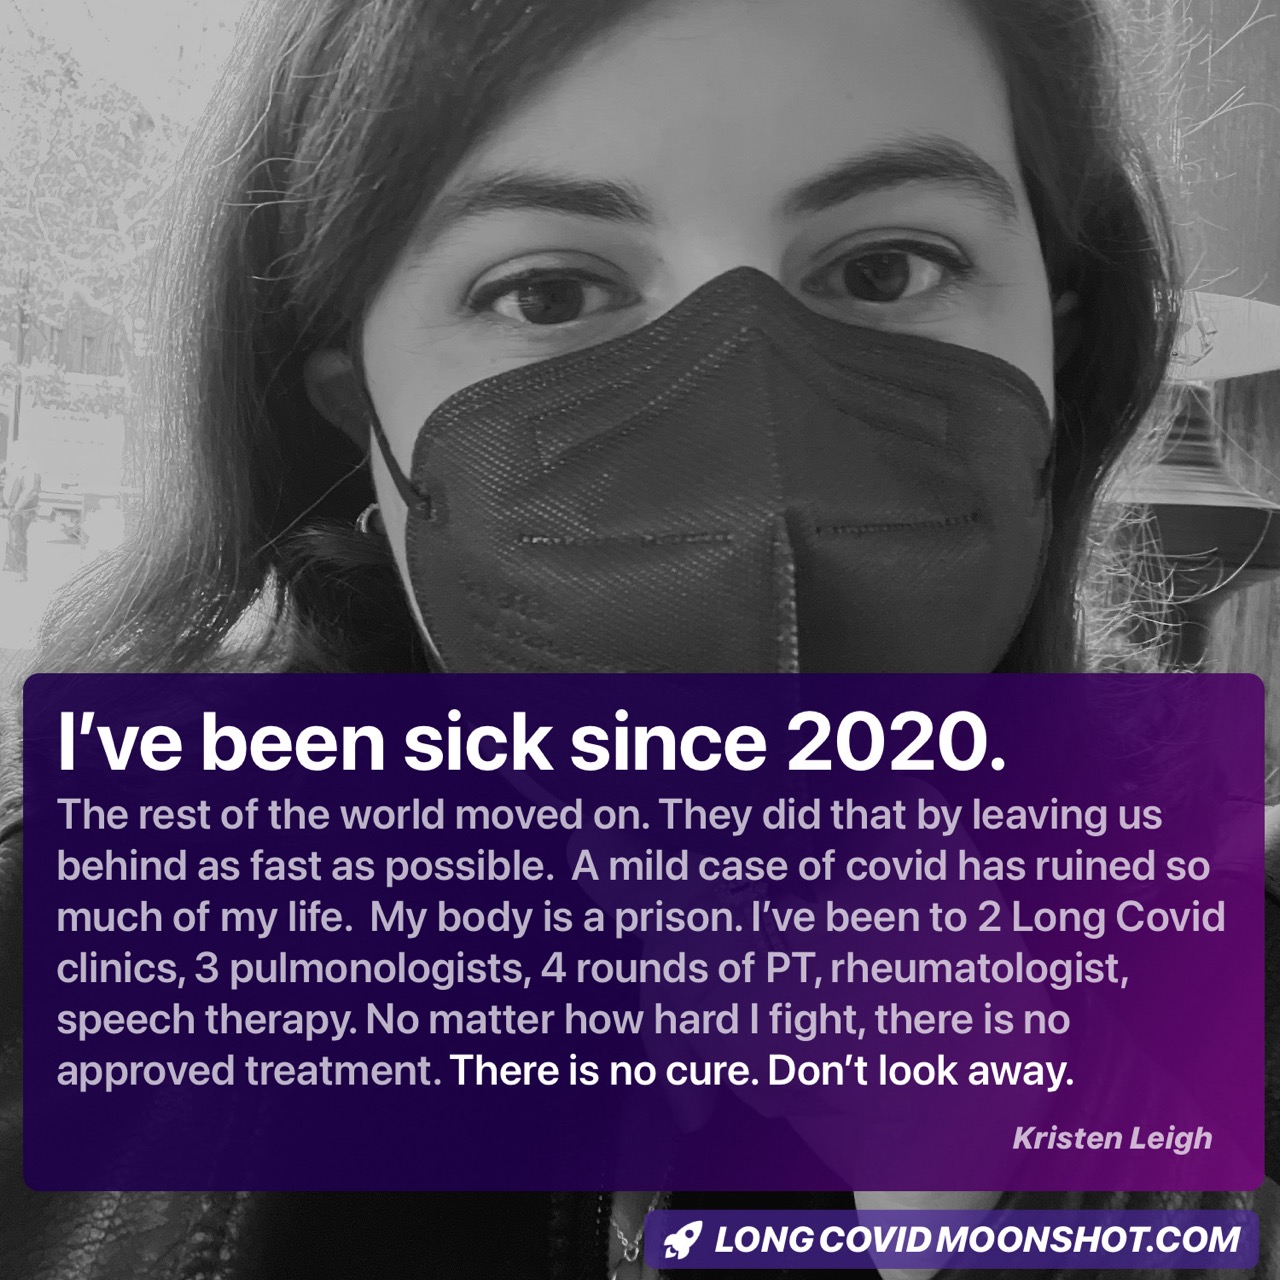 I’ve been sick since 2020.
The rest of the world moved on. They did that by leaving us
behind as fast as possible.  A mild case of covid has ruined so
much of my life.  My body is a prison. I’ve been to 2 Long Covid
clinics, 3 pulmonologists, 4 rounds of PT, rheumatologist,
speech therapy. No matter how hard I fight, there is no
approved treatment. There is no cure. Don’t look away.
Kristen Leigh
LONG COVID MOONSHOT.COM